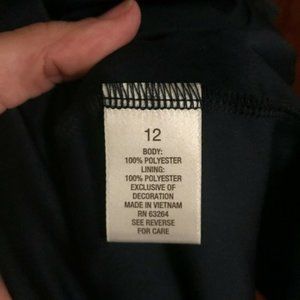 12
BODY:
100% POLYESTER
LINING:
100% POLYESTER
EXCLUSIVE OF
DECORATION
MADE IN VIETNAM
RN 63264
SEE REVERSE
FOR CARE